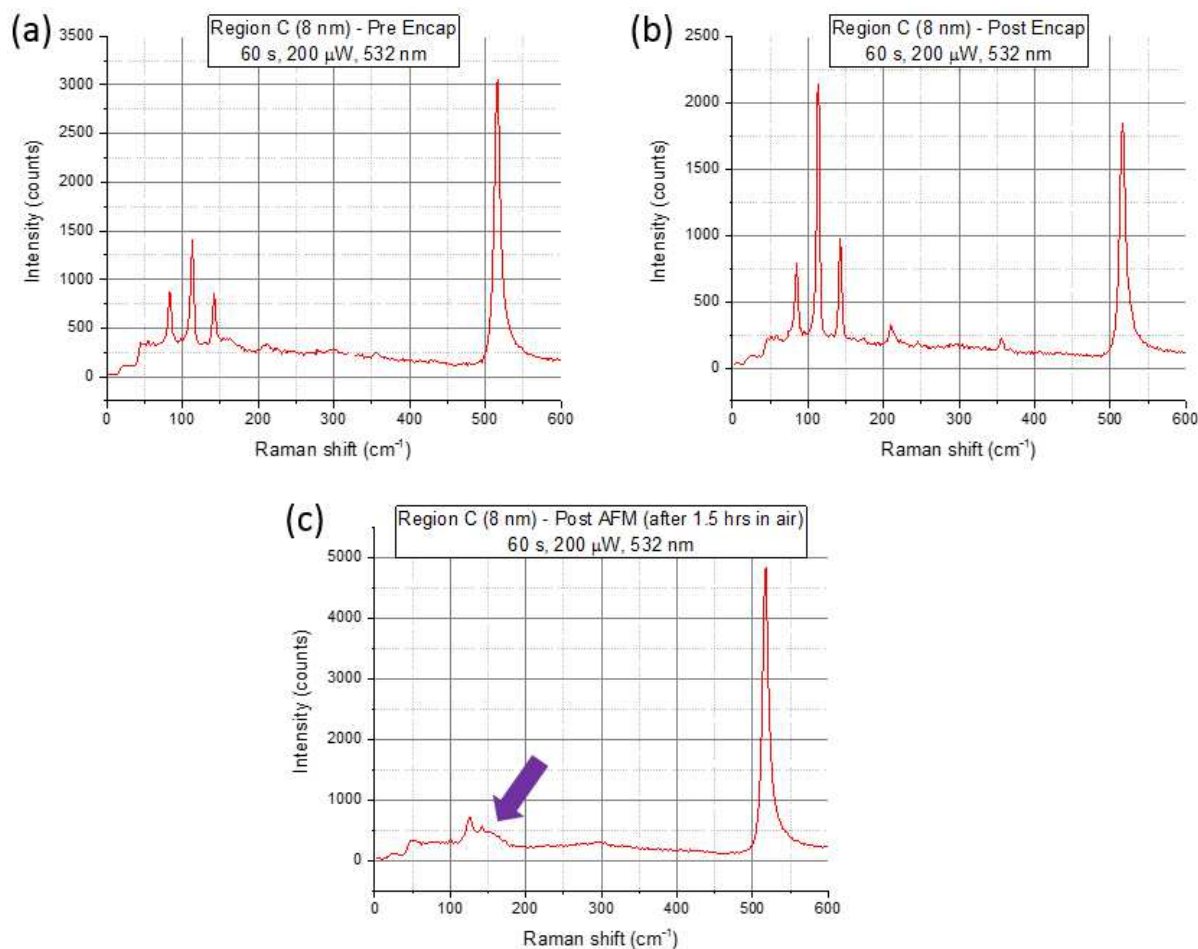 (a)
Region C (8 nm) - Pre Encap
60 s, 200 µW, 532 nm
Intensity (counts)
3500
3000
2500
2000
1500
1000
500
0
0 100 200 300 400 500 600
Raman shift (cm⁻¹)
(b)
Region C (8 nm) - Post Encap
60 s, 200 µW, 532 nm
Intensity (counts)
2500
2000
1500
1000
500
0
0 100 200 300 400 500 600
Raman shift (cm⁻¹)
(c)
Region C (8 nm) - Post AFM (after 1.5 hrs in air)
60 s, 200 µW, 532 nm
Intensity (counts)
5000
4000
3000
2000
1000
0
0 100 200 300 400 500 600
Raman shift (cm⁻¹)